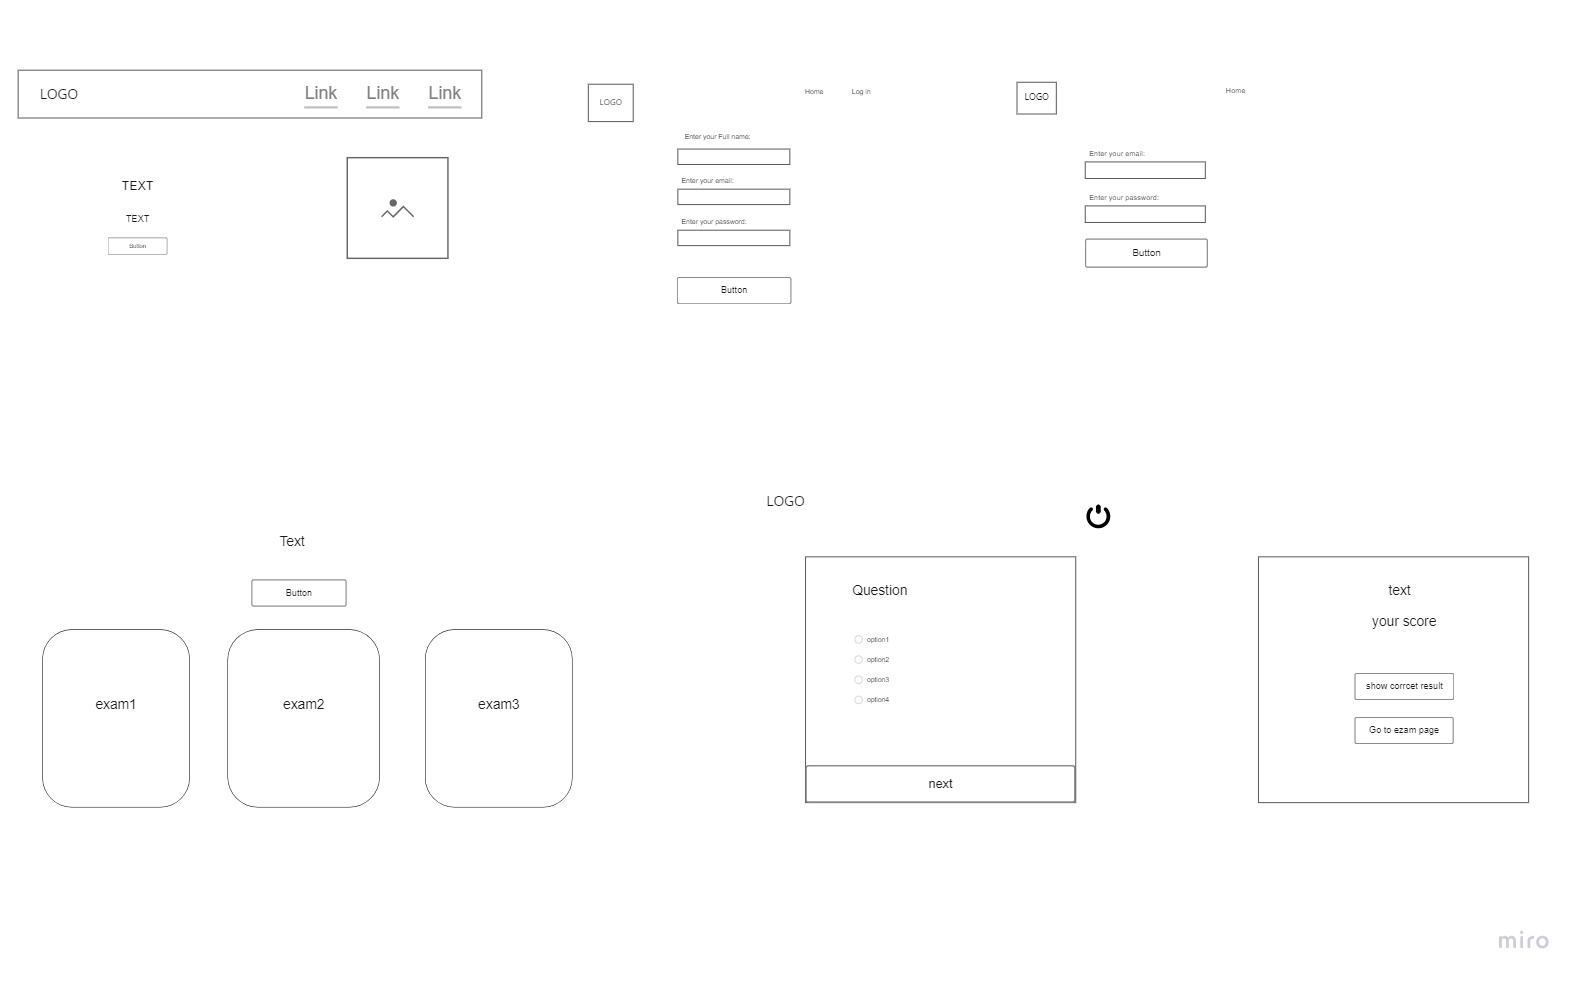 LOGO
Link
Link
Link
TEXT
TEXT
Button
LOGO
Home
Log in
Enter your Full name:
Enter your email:
Enter your password:
Button
LOGO
Home
Enter your email:
Enter your password:
Button
Text
Button
exam1
exam2
exam3
LOGO
Question
option1
option2
option3
option4
next
text
your score
show corrcet result
Go to ezam page
miro